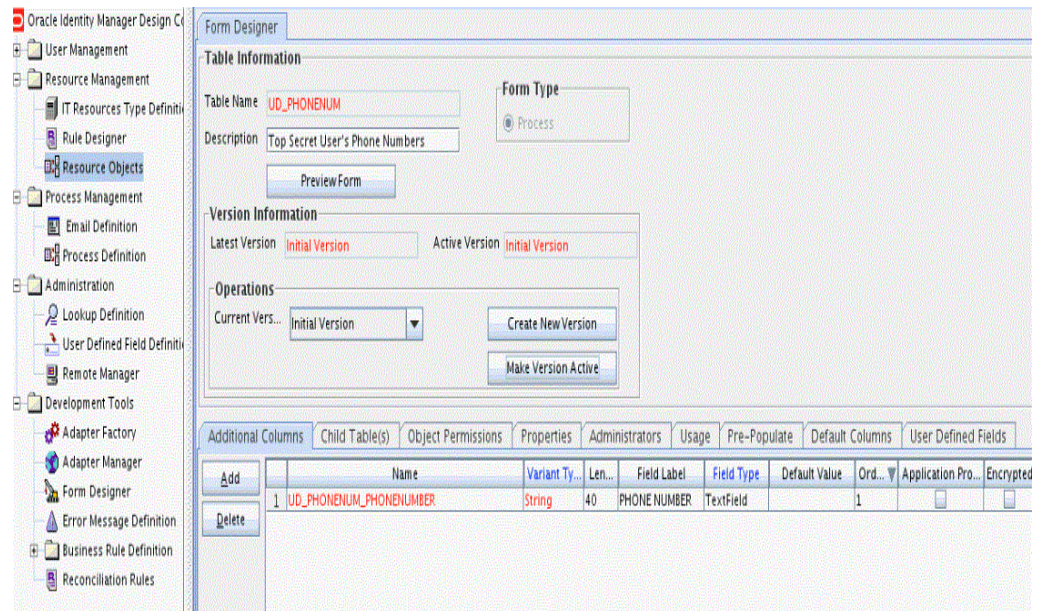 Oracle Identity Manager Design Co
User Management
Resource Management
IT Resources Type Definiti
Rule Designer
Resource Objects
Process Management
Email Definition
Process Definition
Administration
Lookup Definition
User Defined Field Definiti
Remote Manager
Development Tools
Adapter Factory
Adapter Manager
Form Designer
Error Message Definition
Business Rule Definition
Reconciliation Rules
Form Designer
Table Information
Table Name UD_PHONENUM
Description Top Secret User's Phone Numbers
Form Type
Process
Preview Form
Version Information
Latest Version Initial Version Active Version Initial Version
Operations
Current Vers... Initial Version Create New Version
Make Version Active
Additional Columns Child Table(s) Object Permissions Properties Administrators Usage Pre-Populate Default Columns User Defined Fields
Add
Delete
Name Variant Ty... Len... Field Label Field Type Default Value Ord... Application Pro... Encrypted
1 UD_PHONENUM_PHONENUMBER String 40 PHONE NUMBER TextField 1